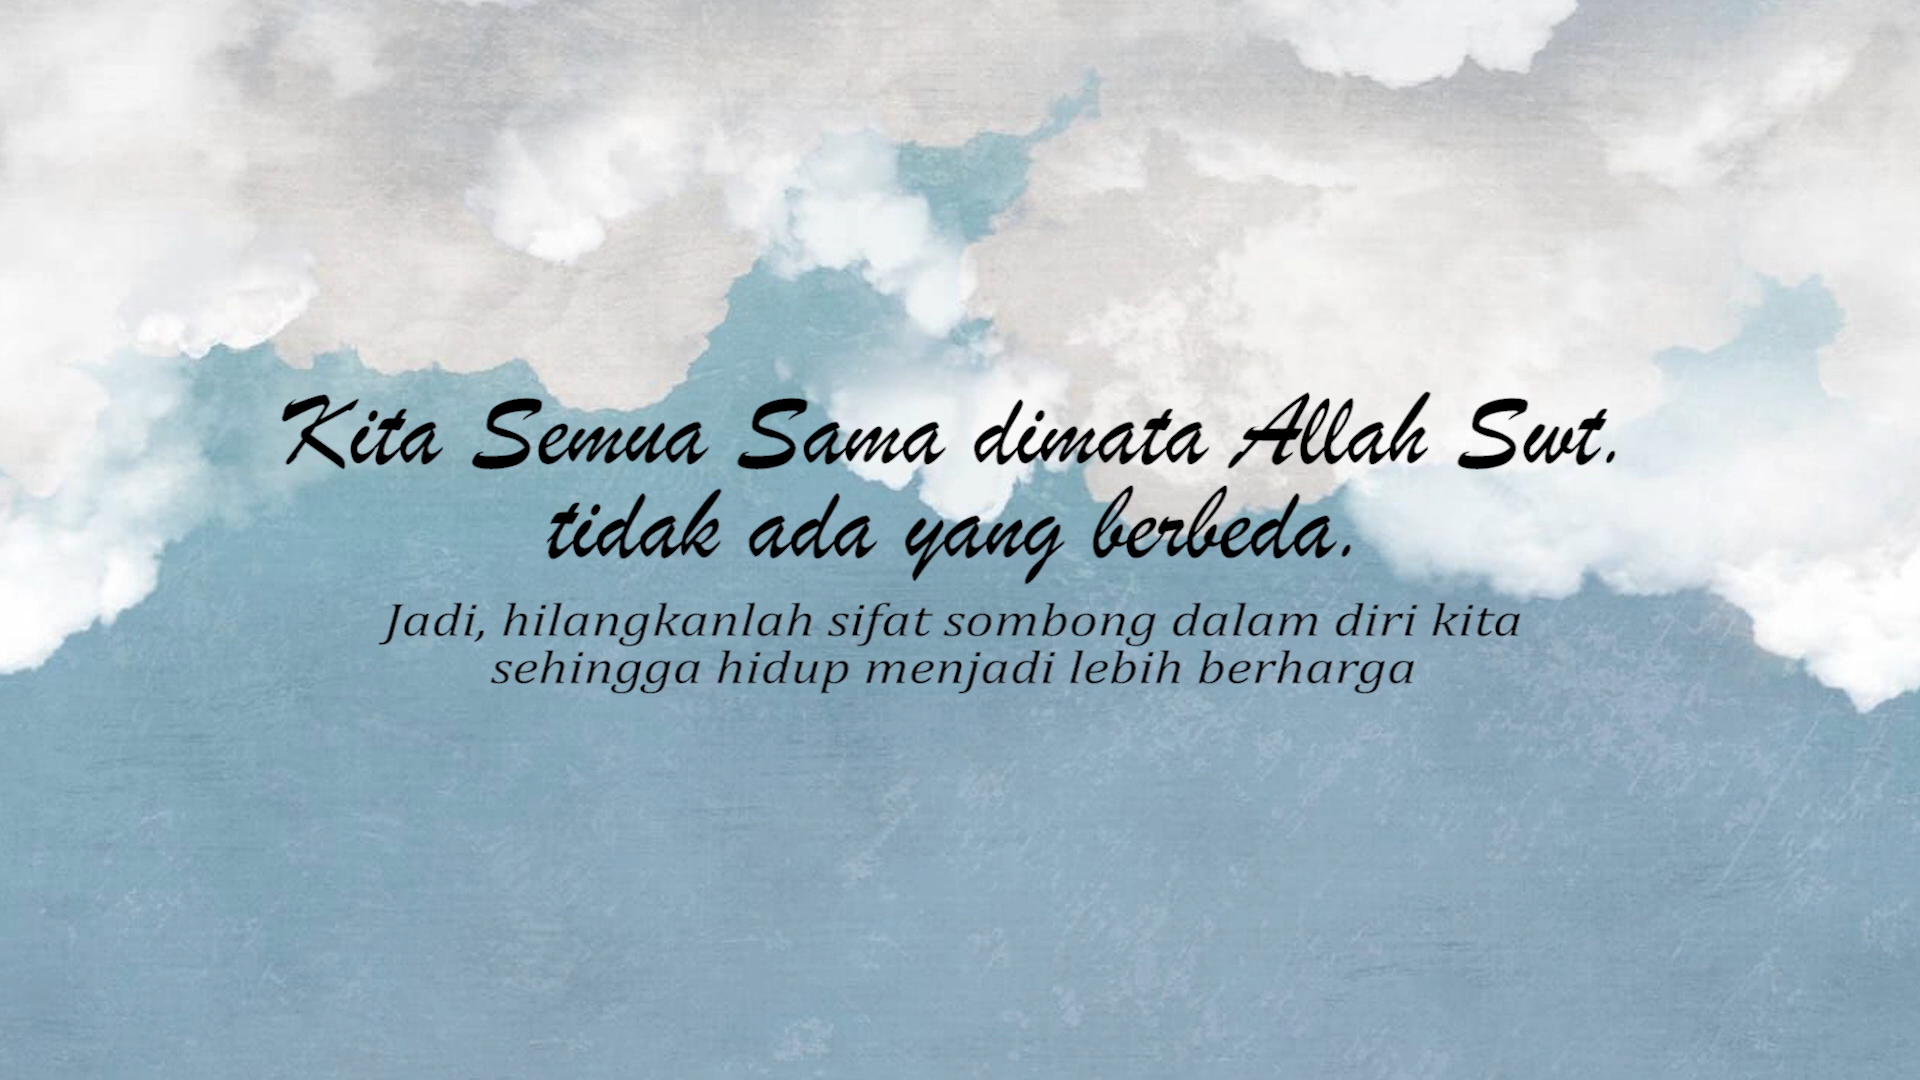 Kita Semua Sama dimata Allah Swt.
tidak ada yang berbeda.
Jadi, hilangkanlah sifat sombong dalam diri kita
sehingga hidup menjadi lebih berharga